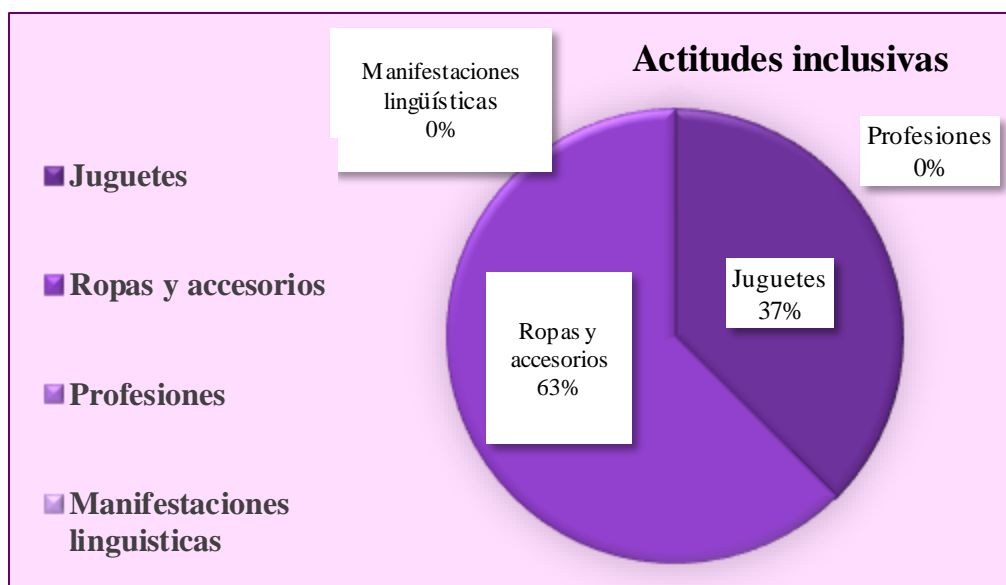 Actitudes inclusivas
Manifestaciones
lingüísticas
0%
Profesiones
0%
Juguetes
37%
Ropas y
accesorios
63%
Juguetes
Ropas y accesorios
Profesiones
Manifestaciones
linguisticas